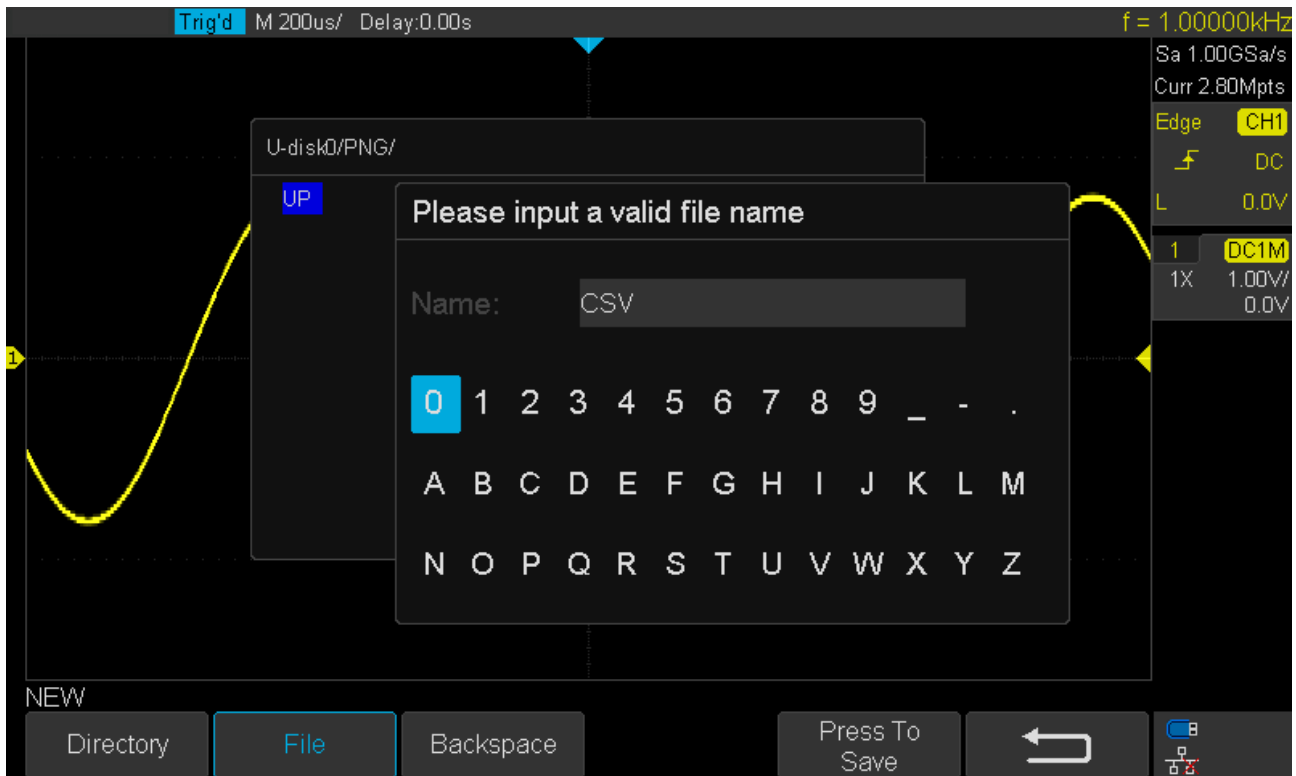 Trig'd M 200us/ Delay:0.00s f = 1.00000kHz
Sa 1.00GSa/s
Curr 2.80Mpts
Edge CH1
DC
L 0.0V
1 DC1M
1X 1.00V/
0.0V
U-disk0/PNG/
UP
Please input a valid file name
Name: CSV
0 1 2 3 4 5 6 7 8 9 _ - .
A B C D E F G H I J K L M
N O P Q R S T U V W X Y Z
1
NEW
Directory File Backspace Press To
Save